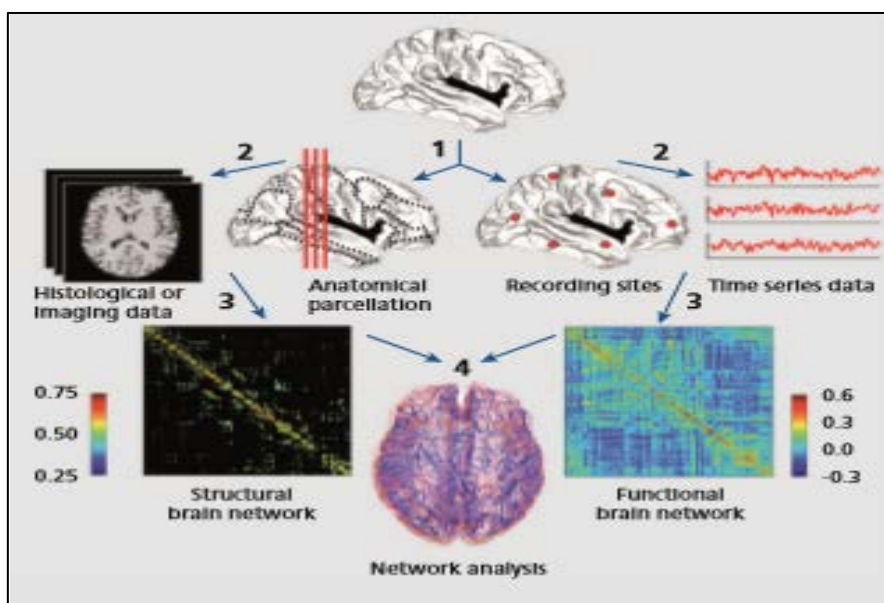 2
1
2
Histological or
imaging data
3
Anatomical
parcellation
Recording sites
Time series data
3
4
0.75
0.50
0.25
0.6
0.3
0.0
-0.3
Structural
brain network
Functional
brain network
Network analysis